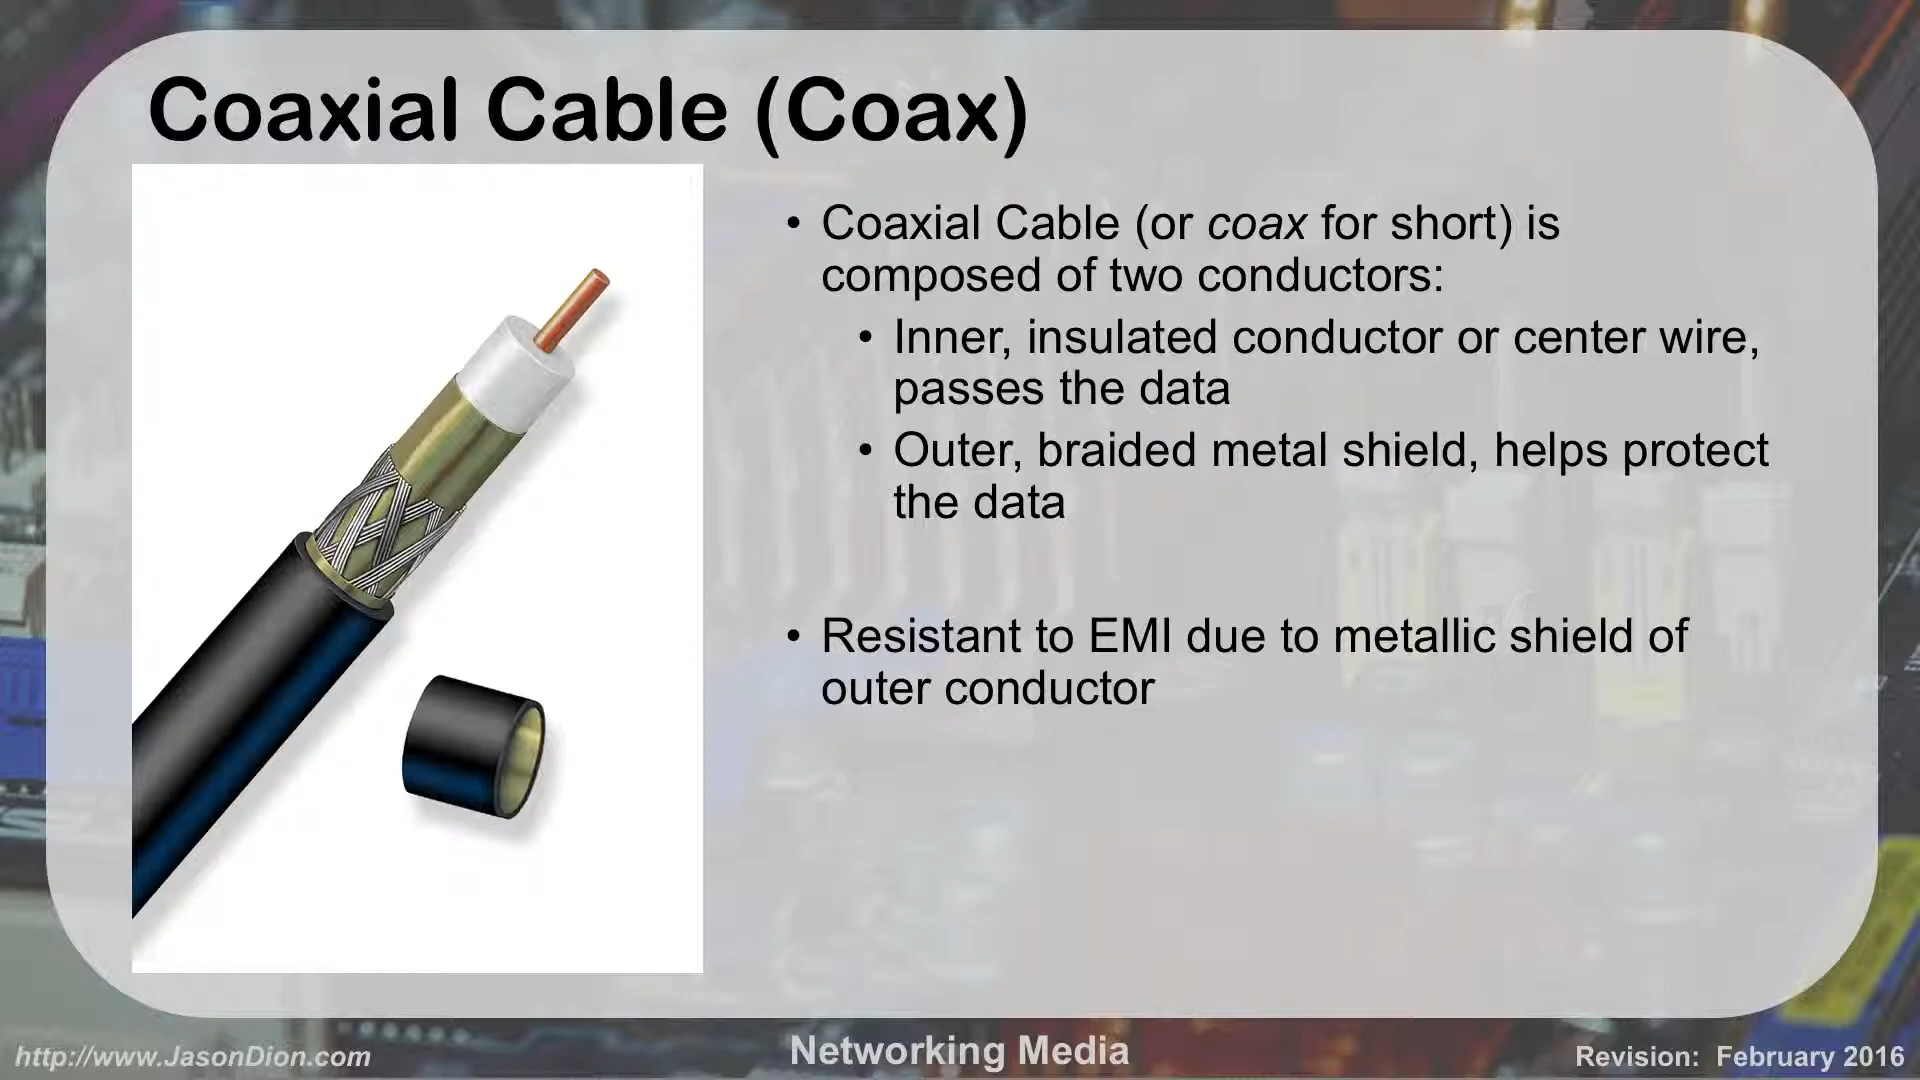 Coaxial Cable (Coax)
• Coaxial Cable (or coax for short) is
composed of two conductors:
• Inner, insulated conductor or center wire,
passes the data
• Outer, braided metal shield, helps protect
the data
• Resistant to EMI due to metallic shield of
outer conductor
http://www.JasonDion.com
Networking Media
Revision: February 2016